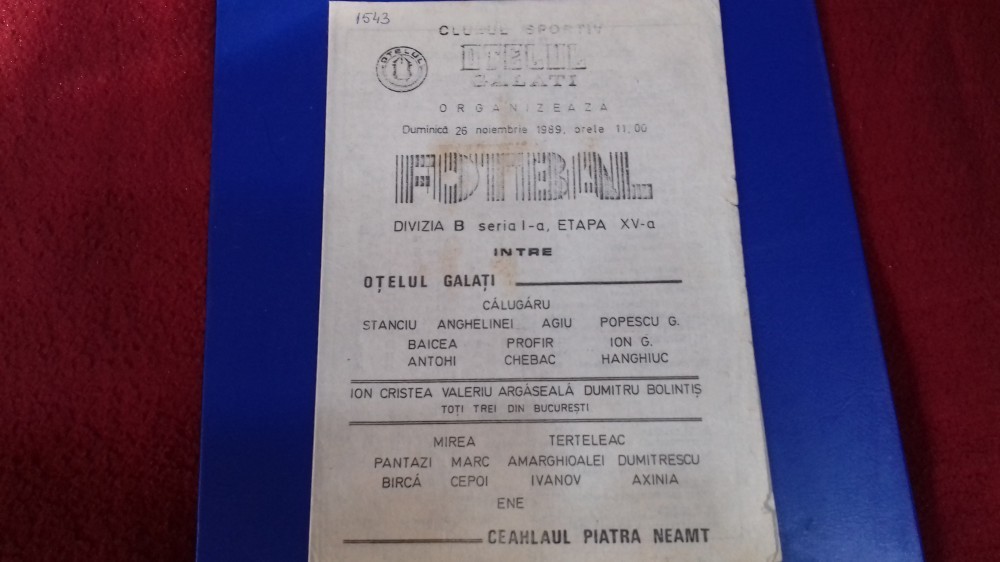 1543
CLUBUL SPORTIV
OTELUL
OȚELUL
GALATI
ORGANIZEAZA
Duminică 26 noiembrie 1989, orele 11,00
FOTBAL
DIVIZIA B seria I-a, ETAPA XV-a
INTRE
OȚELUL GALAȚI
CĂLUGĂRU
STANCIU ANGHELINEI AGIU POPESCU G.
BAICEA PROFIR ION G.
ANTOHI CHEBAC HANGHIUC
ION CRISTEA VALERIU ARGĂSEALĂ DUMITRU BOLINTIȘ
TOȚI TREI DIN BUCUREȘTI
MIREA TERTELEAC
PANTAZI MARC AMARGHIOALEI DUMITRESCU
BIRCĂ CEPOI IVANOV AXINIA
ENE
CEAHLAUL PIATRA NEAMT